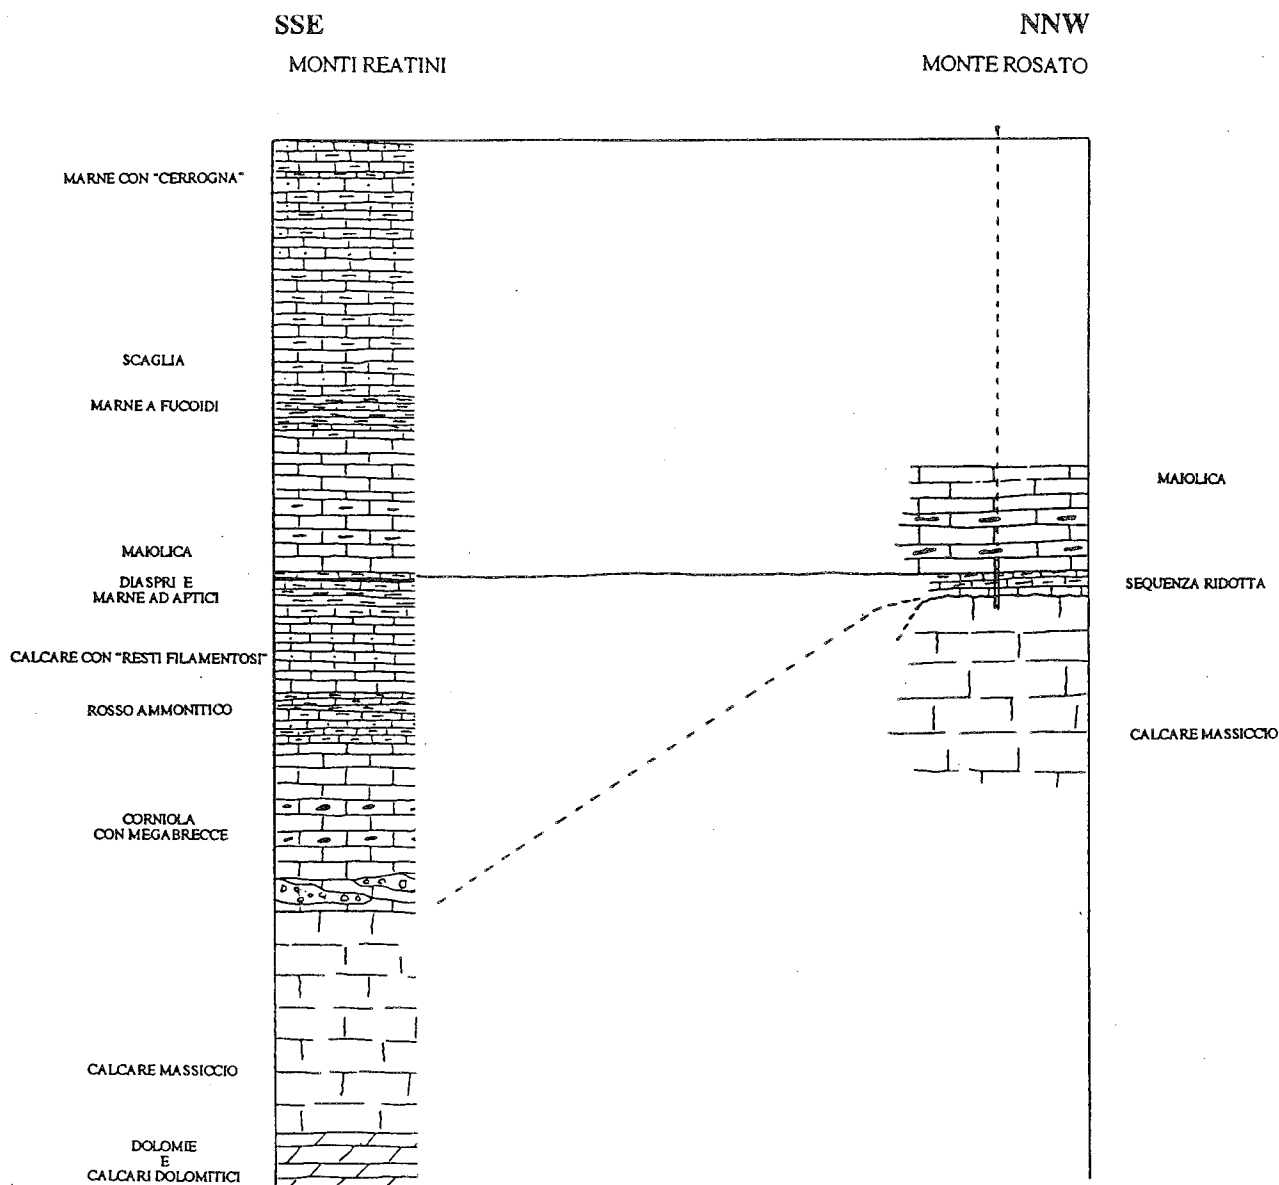 SSE
NNW
MONTI REATINI
MONTE ROSATO
MARNE CON "CERROGNA"
SCAGLIA
MARNE A FUCOIDI
MAIOLICA
DIASPRI E
MARNE AD APTICI
CALCARE CON "RESTI FILAMENTOSI"
ROSSO AMMONITICO
CORNIOLA
CON MEGABRECCE
CALCARE MASSICCIO
DOLOMIE
E
CALCARI DOLOMITICI
MAIOLICA
SEQUENZA RIDOTTA
CALCARE MASSICCIO